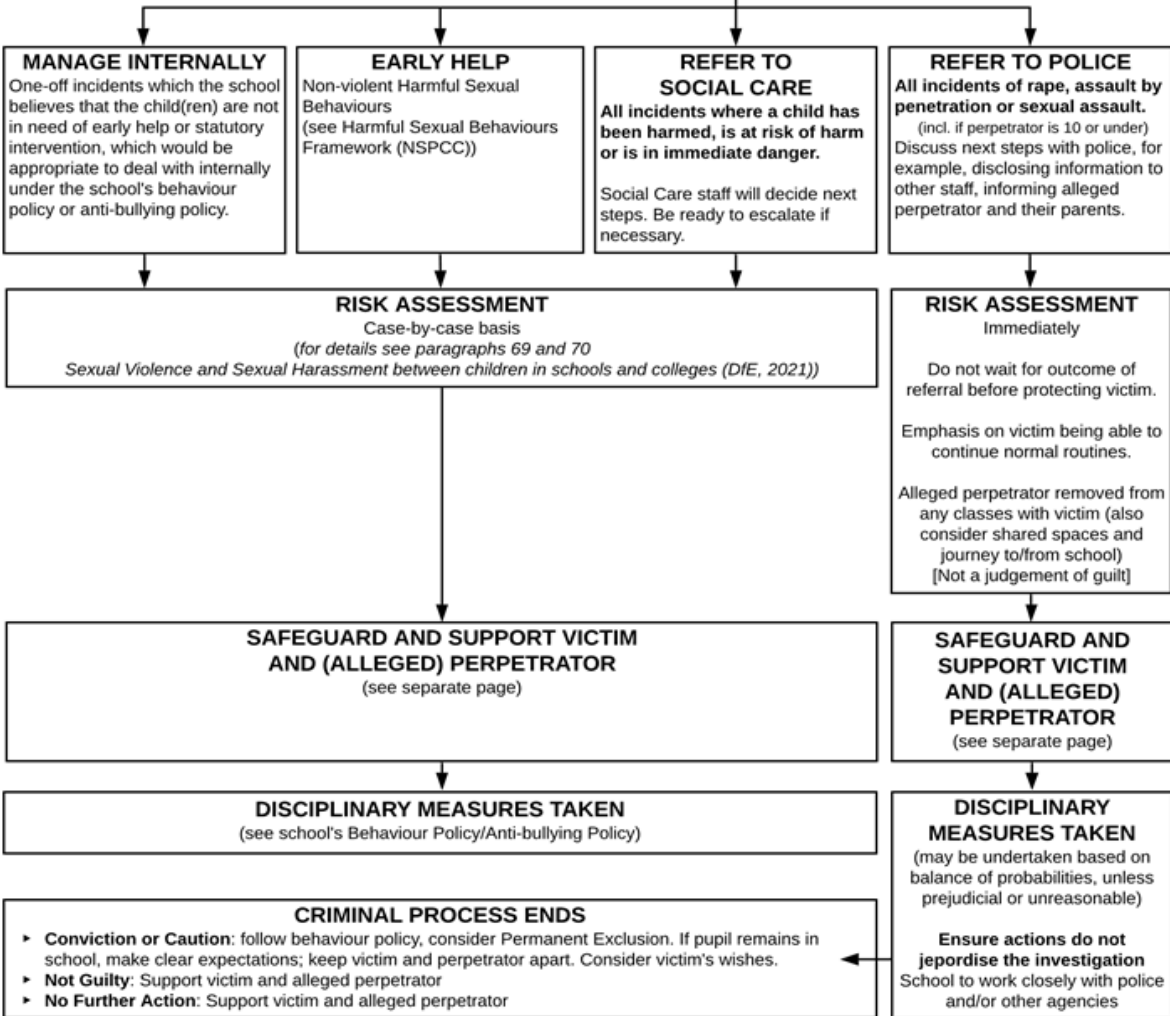 MANAGE INTERNALLY
One-off incidents which the school
believes that the child(ren) are not
in need of early help or statutory
intervention, which would be
appropriate to deal with internally
under the school's behaviour
policy or anti-bullying policy.
EARLY HELP
Non-violent Harmful Sexual
Behaviours
(see Harmful Sexual Behaviours
Framework (NSPCC))
REFER TO
SOCIAL CARE
All incidents where a child has
been harmed, is at risk of harm
or is in immediate danger.
Social Care staff will decide next
steps. Be ready to escalate if
necessary.
REFER TO POLICE
All incidents of rape, assault by
penetration or sexual assault.
(incl. if perpetrator is 10 or under)
Discuss next steps with police, for
example, disclosing information to
other staff, informing alleged
perpetrator and their parents.
RISK ASSESSMENT
Case-by-case basis
(for details see paragraphs 69 and 70
Sexual Violence and Sexual Harassment between children in schools and colleges (DfE, 2021))
RISK ASSESSMENT
Immediately
Do not wait for outcome of
referral before protecting victim.
Emphasis on victim being able to
continue normal routines.
Alleged perpetrator removed from
any classes with victim (also
consider shared spaces and
journey to/from school)
[Not a judgement of guilt]
SAFEGUARD AND SUPPORT VICTIM
AND (ALLEGED) PERPETRATOR
(see separate page)
SAFEGUARD AND
SUPPORT VICTIM
AND (ALLEGED)
PERPETRATOR
(see separate page)
DISCIPLINARY MEASURES TAKEN
(see school's Behaviour Policy/Anti-bullying Policy)
DISCIPLINARY
MEASURES TAKEN
(may be undertaken based on
balance of probabilities, unless
prejudicial or unreasonable)
Ensure actions do not
jepordise the investigation
School to work closely with police
and/or other agencies
CRIMINAL PROCESS ENDS
‣ Conviction or Caution: follow behaviour policy, consider Permanent Exclusion. If pupil remains in
school, make clear expectations; keep victim and perpetrator apart. Consider victim's wishes.
‣ Not Guilty: Support victim and alleged perpetrator
‣ No Further Action: Support victim and alleged perpetrator